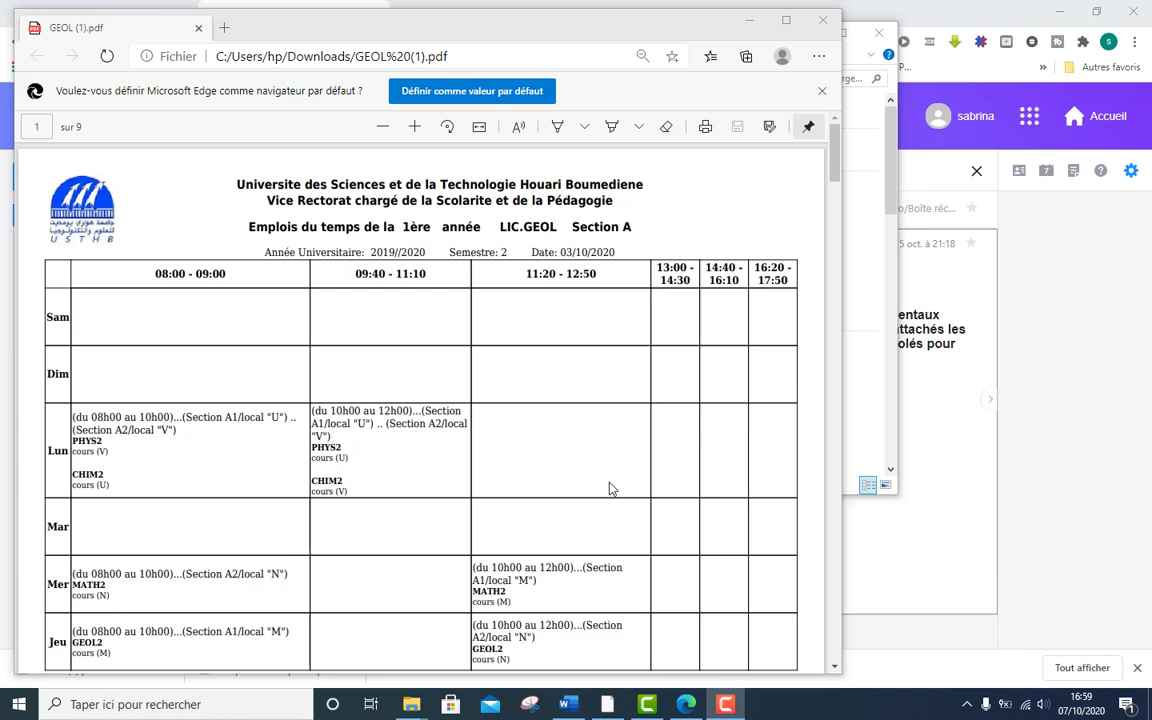 GEOL (1).pdf
Fichier
C:/Users/hp/Downloads/GEOL%20(1).pdf
Voulez-vous définir Microsoft Edge comme navigateur par défaut ?
Définir comme valeur par défaut
1 sur 9
P...
Autres favoris
rge...
sabrina
Accueil
o/Boîte réc...
5 oct. à 21:18
entaux
ttachés les
olés pour
Universite des Sciences et de la Technologie Houari Boumediene
Vice Rectorat chargé de la Scolarite et de la Pédagogie
Emplois du temps de la 1ère année LIC.GEOL Section A
USTHB
Année Universitaire: 2019//2020 Semestre: 2 Date: 03/10/2020
08:00 - 09:00
09:40 - 11:10
11:20 - 12:50
13:00 -
14:30
14:40 -
16:10
16:20 -
17:50
Sam
Dim
Lun
(du 08h00 au 10h00)...(Section A1/local "U") ..
(Section A2/local "V")
PHYS2
cours (V)
CHIM2
cours (U)
(du 10h00 au 12h00)...(Section
A1/local "U") .. (Section A2/local
"V")
PHYS2
cours (U)
CHIM2
cours (V)
Mar
Mer
(du 08h00 au 10h00)...(Section A2/local "N")
MATH2
cours (N)
(du 10h00 au 12h00)...(Section
A1/local "M")
MATH2
cours (M)
Jeu
(du 08h00 au 10h00)...(Section A1/local "M")
GEOL2
cours (M)
(du 10h00 au 12h00)...(Section
A2/local "N")
GEOL2
cours (N)
Tout afficher
Taper ici pour rechercher
16:59
07/10/2020